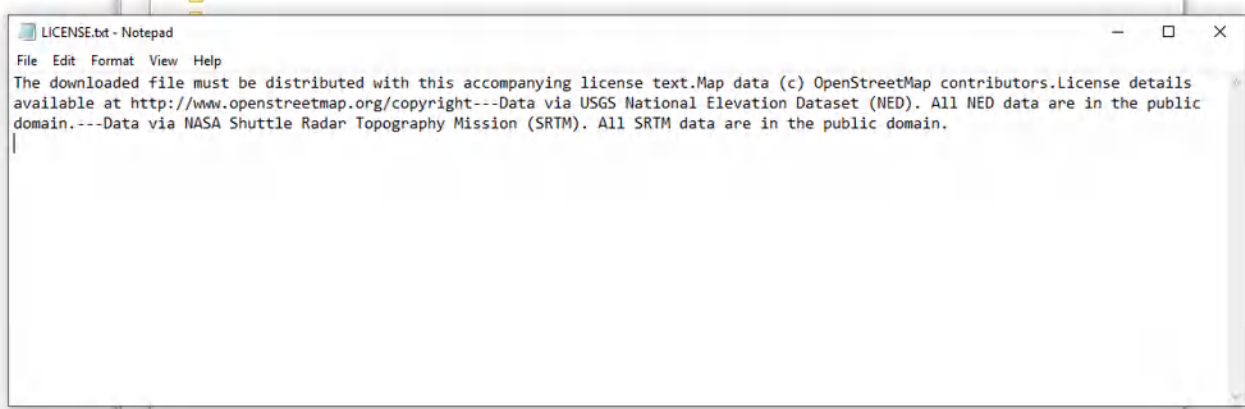 LICENSE.txt - Notepad
File Edit Format View Help
The downloaded file must be distributed with this accompanying license text.Map data (c) OpenStreetMap contributors.License details
available at http://www.openstreetmap.org/copyright---Data via USGS National Elevation Dataset (NED). All NED data are in the public
domain.---Data via NASA Shuttle Radar Topography Mission (SRTM). All SRTM data are in the public domain.